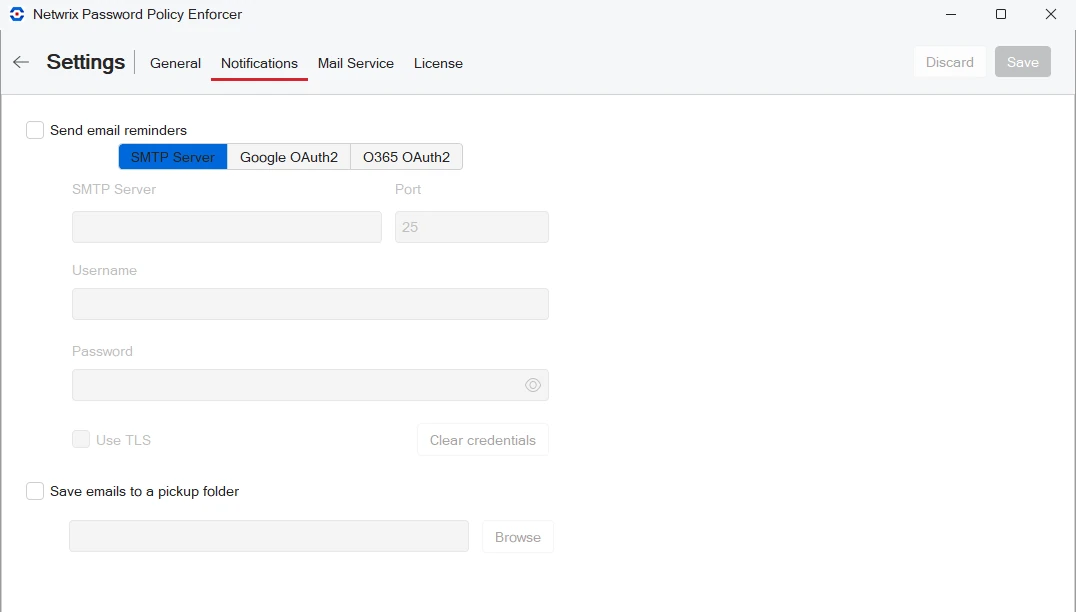 Netwrix Password Policy Enforcer
Settings General Notifications Mail Service License Discard Save
Send email reminders
SMTP Server Google OAuth2 O365 OAuth2
SMTP Server Port
25
Username
Password
Use TLS Clear credentials
Save emails to a pickup folder
Browse